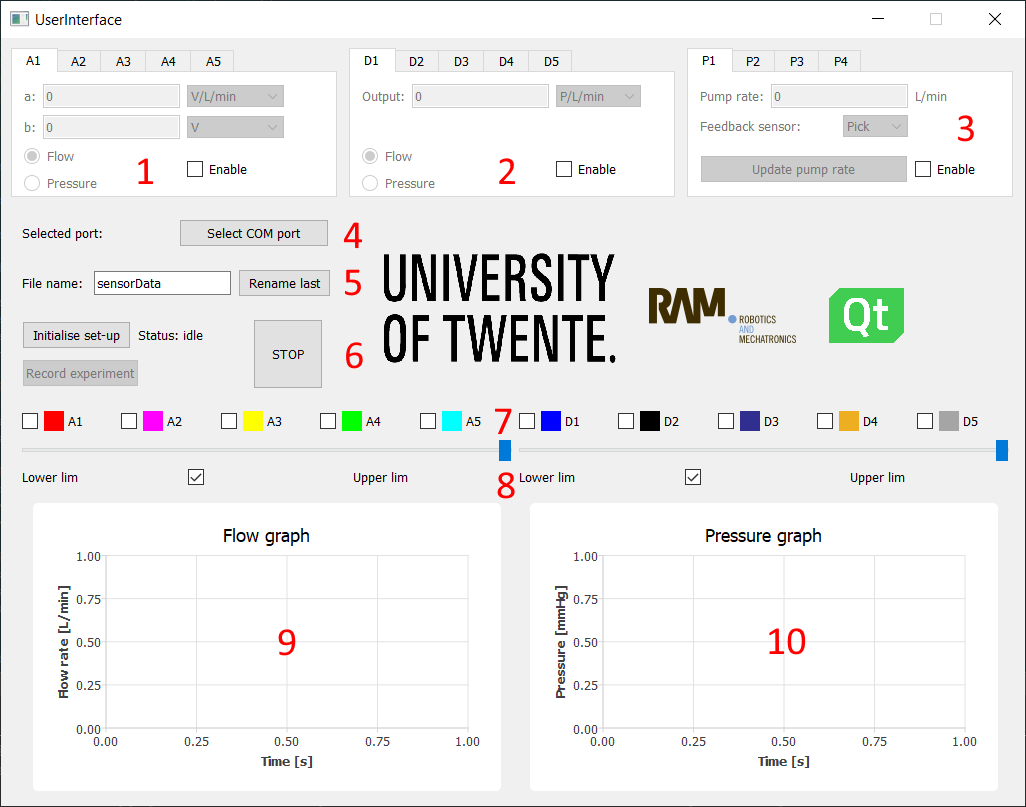 UserInterface
A1 A2 A3 A4 A5
a: 0 V/L/min
b: 0 V
Flow
Pressure
1
Enable
D1 D2 D3 D4 D5
Output: 0 P/L/min
Flow
Pressure
2
Enable
P1 P2 P3 P4
Pump rate: 0 L/min
Feedback sensor: Pick
3
Update pump rate
Enable
Selected port: Select COM port 4
File name: sensorData Rename last 5
Initialise set-up Status: idle
Record experiment
STOP
6
UNIVERSITY
OF TWENTE.
RAM
ROBOTICS
AND
MECHATRONICS
Qt
A1 A2 A3 A4 A5 7 D1 D2 D3 D4 D5
Lower lim Upper lim 8 Lower lim Upper lim
Flow graph
Flow rate [L/min]
1.00
0.75
0.50
0.25
0.00
9
0.00 0.25 0.50 0.75 1.00
Time [s]
Pressure graph
Pressure [mmHg]
1.00
0.75
0.50
0.25
0.00
10
0.00 0.25 0.50 0.75 1.00
Time [s]